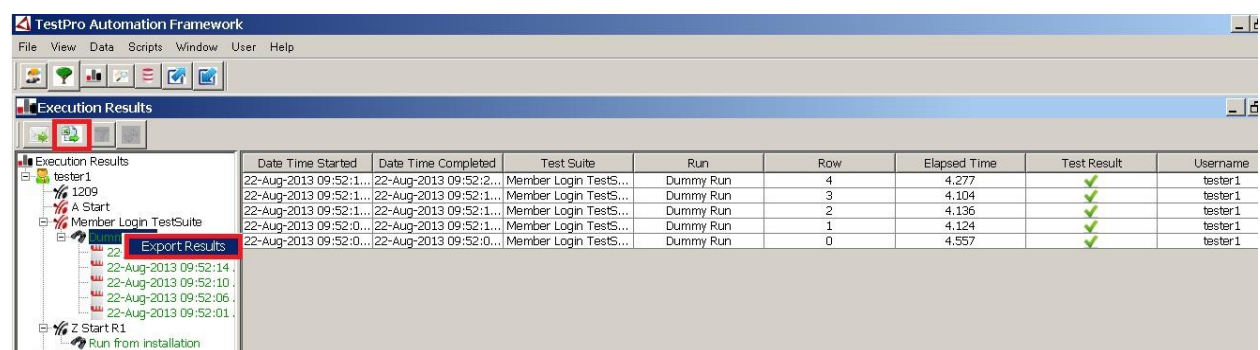 TestPro Automation Framework
File View Data Scripts Window User Help
Execution Results
Execution Results
tester1
1209
A Start
Member Login TestSuite
Export Results
22-Aug-2013 09:52:14 .
22-Aug-2013 09:52:10 .
22-Aug-2013 09:52:06 .
22-Aug-2013 09:52:01 .
Z Start R1
Run from installation
Date Time Started Date Time Completed Test Suite Run Row Elapsed Time Test Result Username
22-Aug-2013 09:52:1... 22-Aug-2013 09:52:2... Member Login TestS... Dummy Run 4 4.277 tester1
22-Aug-2013 09:52:1... 22-Aug-2013 09:52:1... Member Login TestS... Dummy Run 3 4.104 tester1
22-Aug-2013 09:52:1... 22-Aug-2013 09:52:1... Member Login TestS... Dummy Run 2 4.136 tester1
22-Aug-2013 09:52:0... 22-Aug-2013 09:52:1... Member Login TestS... Dummy Run 1 4.124 tester1
22-Aug-2013 09:52:0... 22-Aug-2013 09:52:0... Member Login TestS... Dummy Run 0 4.557 tester1